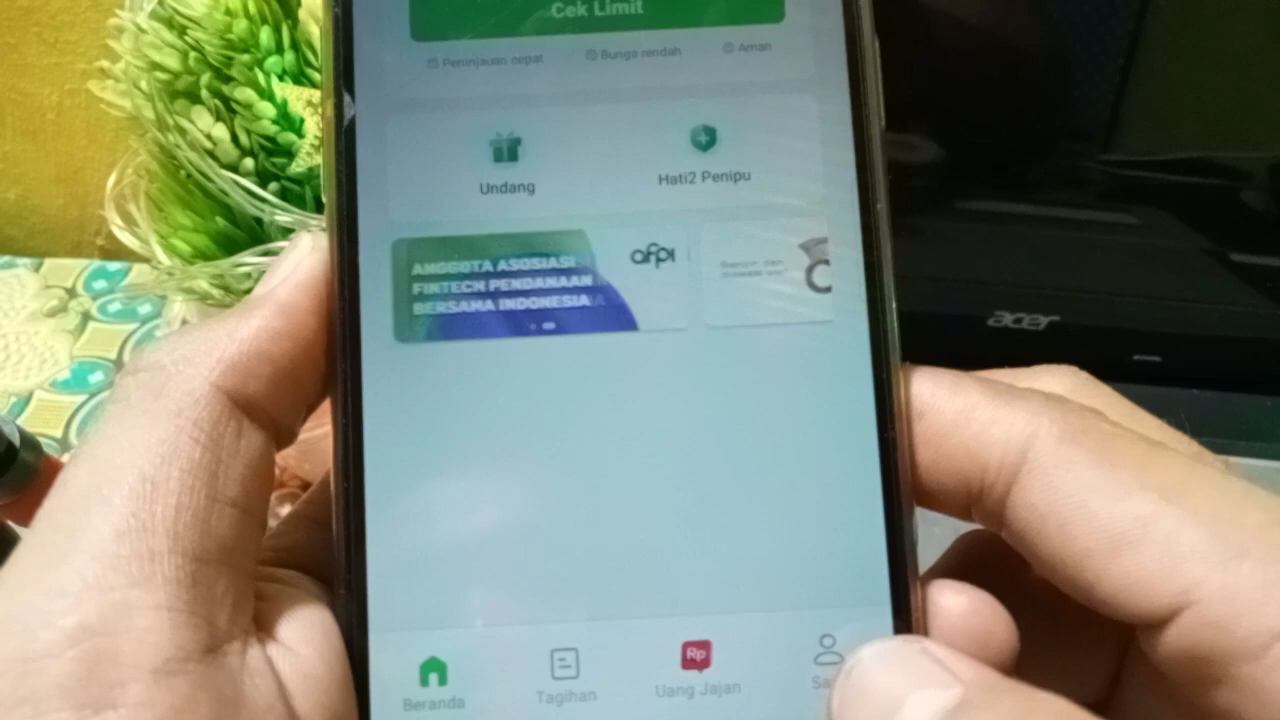 Cek Limit
Peninjauan cepat
Bunga rendah
Aman
Undang
Hati2 Penipu
ANGGOTA ASOSIASI
FINTECH PENDANAAN
BERSAMA INDONESIA
afpi
acer
Beranda
Tagihan
Rp
Uang Jajan
Sa